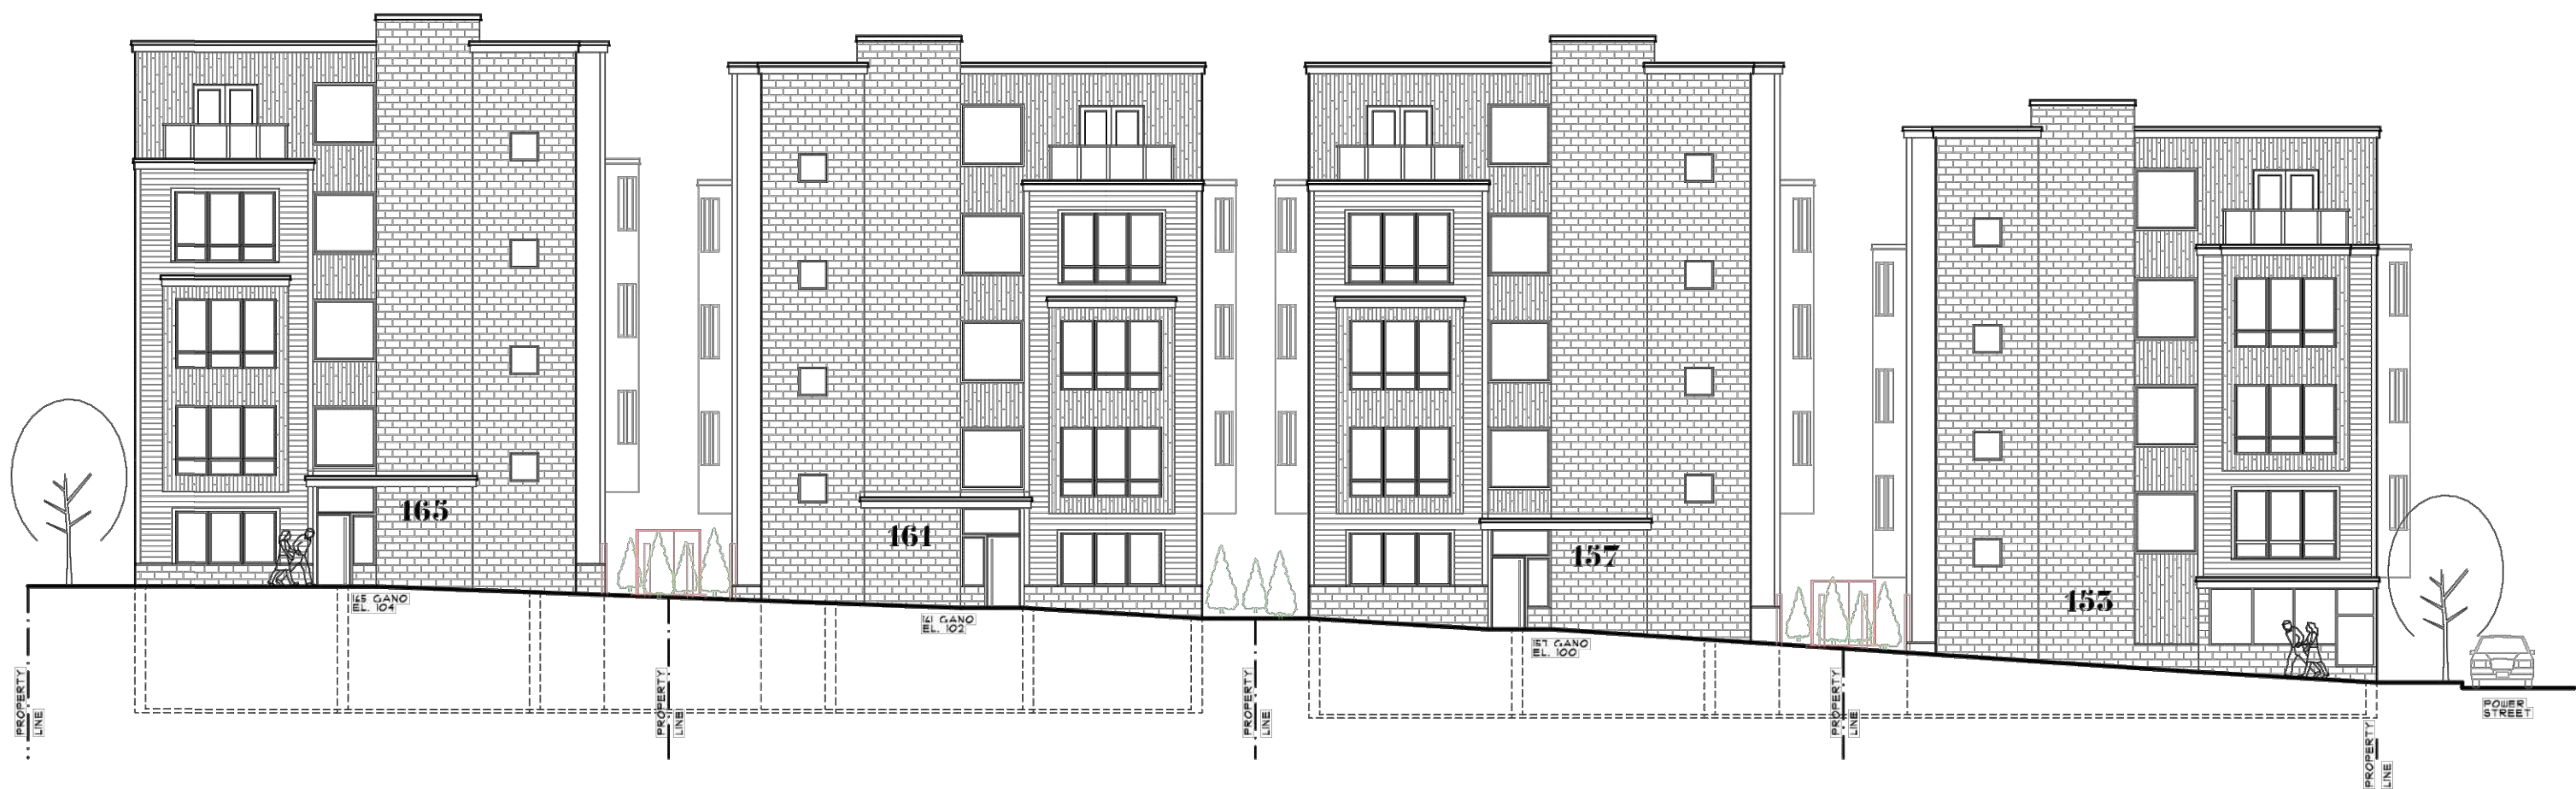 165
161
157
153
165 GANO
EL. 104
161 GANO
EL. 102
157 GANO
EL. 100
PROPERTY
LINE
PROPERTY
LINE
PROPERTY
LINE
PROPERTY
LINE
PROPERTY
LINE
POWER
STREET